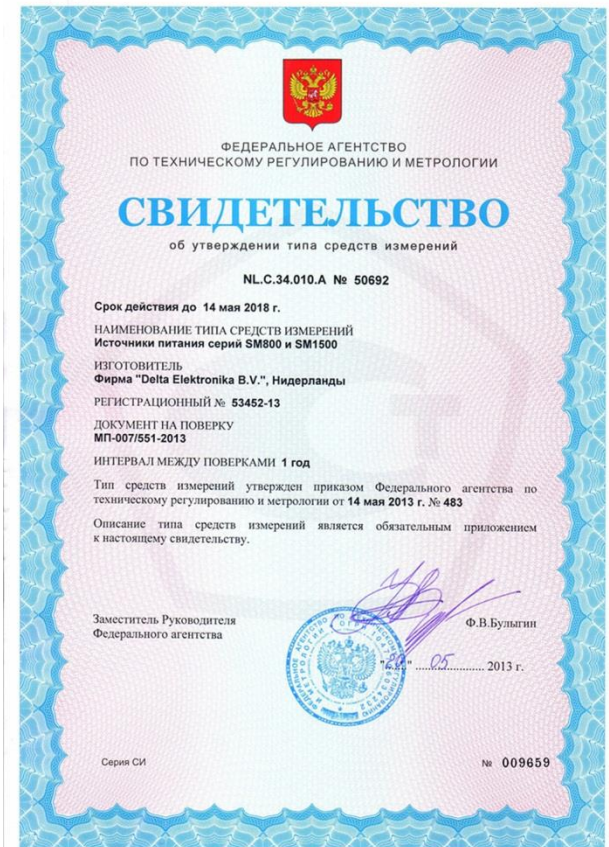 ФЕДЕРАЛЬНОЕ АГЕНТСТВО
ПО ТЕХНИЧЕСКОМУ РЕГУЛИРОВАНИЮ И МЕТРОЛОГИИ
СВИДЕТЕЛЬСТВО
об утверждении типа средств измерений
NL.C.34.010.A № 50692
Срок действия до 14 мая 2018 г.
НАИМЕНОВАНИЕ ТИПА СРЕДСТВ ИЗМЕРЕНИЙ
Источники питания серий SM800 и SM1500
ИЗГОТОВИТЕЛЬ
Фирма "Delta Elektronika B.V.", Нидерланды
РЕГИСТРАЦИОННЫЙ № 53452-13
ДОКУМЕНТ НА ПОВЕРКУ
МП-007/551-2013
ИНТЕРВАЛ МЕЖДУ ПОВЕРКАМИ 1 год
Тип средств измерений утвержден приказом Федерального агентства по
техническому регулированию и метрологии от 14 мая 2013 г. № 483
Описание типа средств измерений является обязательным приложением
к настоящему свидетельству.
Заместитель Руководителя
Федерального агентства
Ф.В.Булыгин
"20" 05 2013 г.
Серия СИ
№ 009659